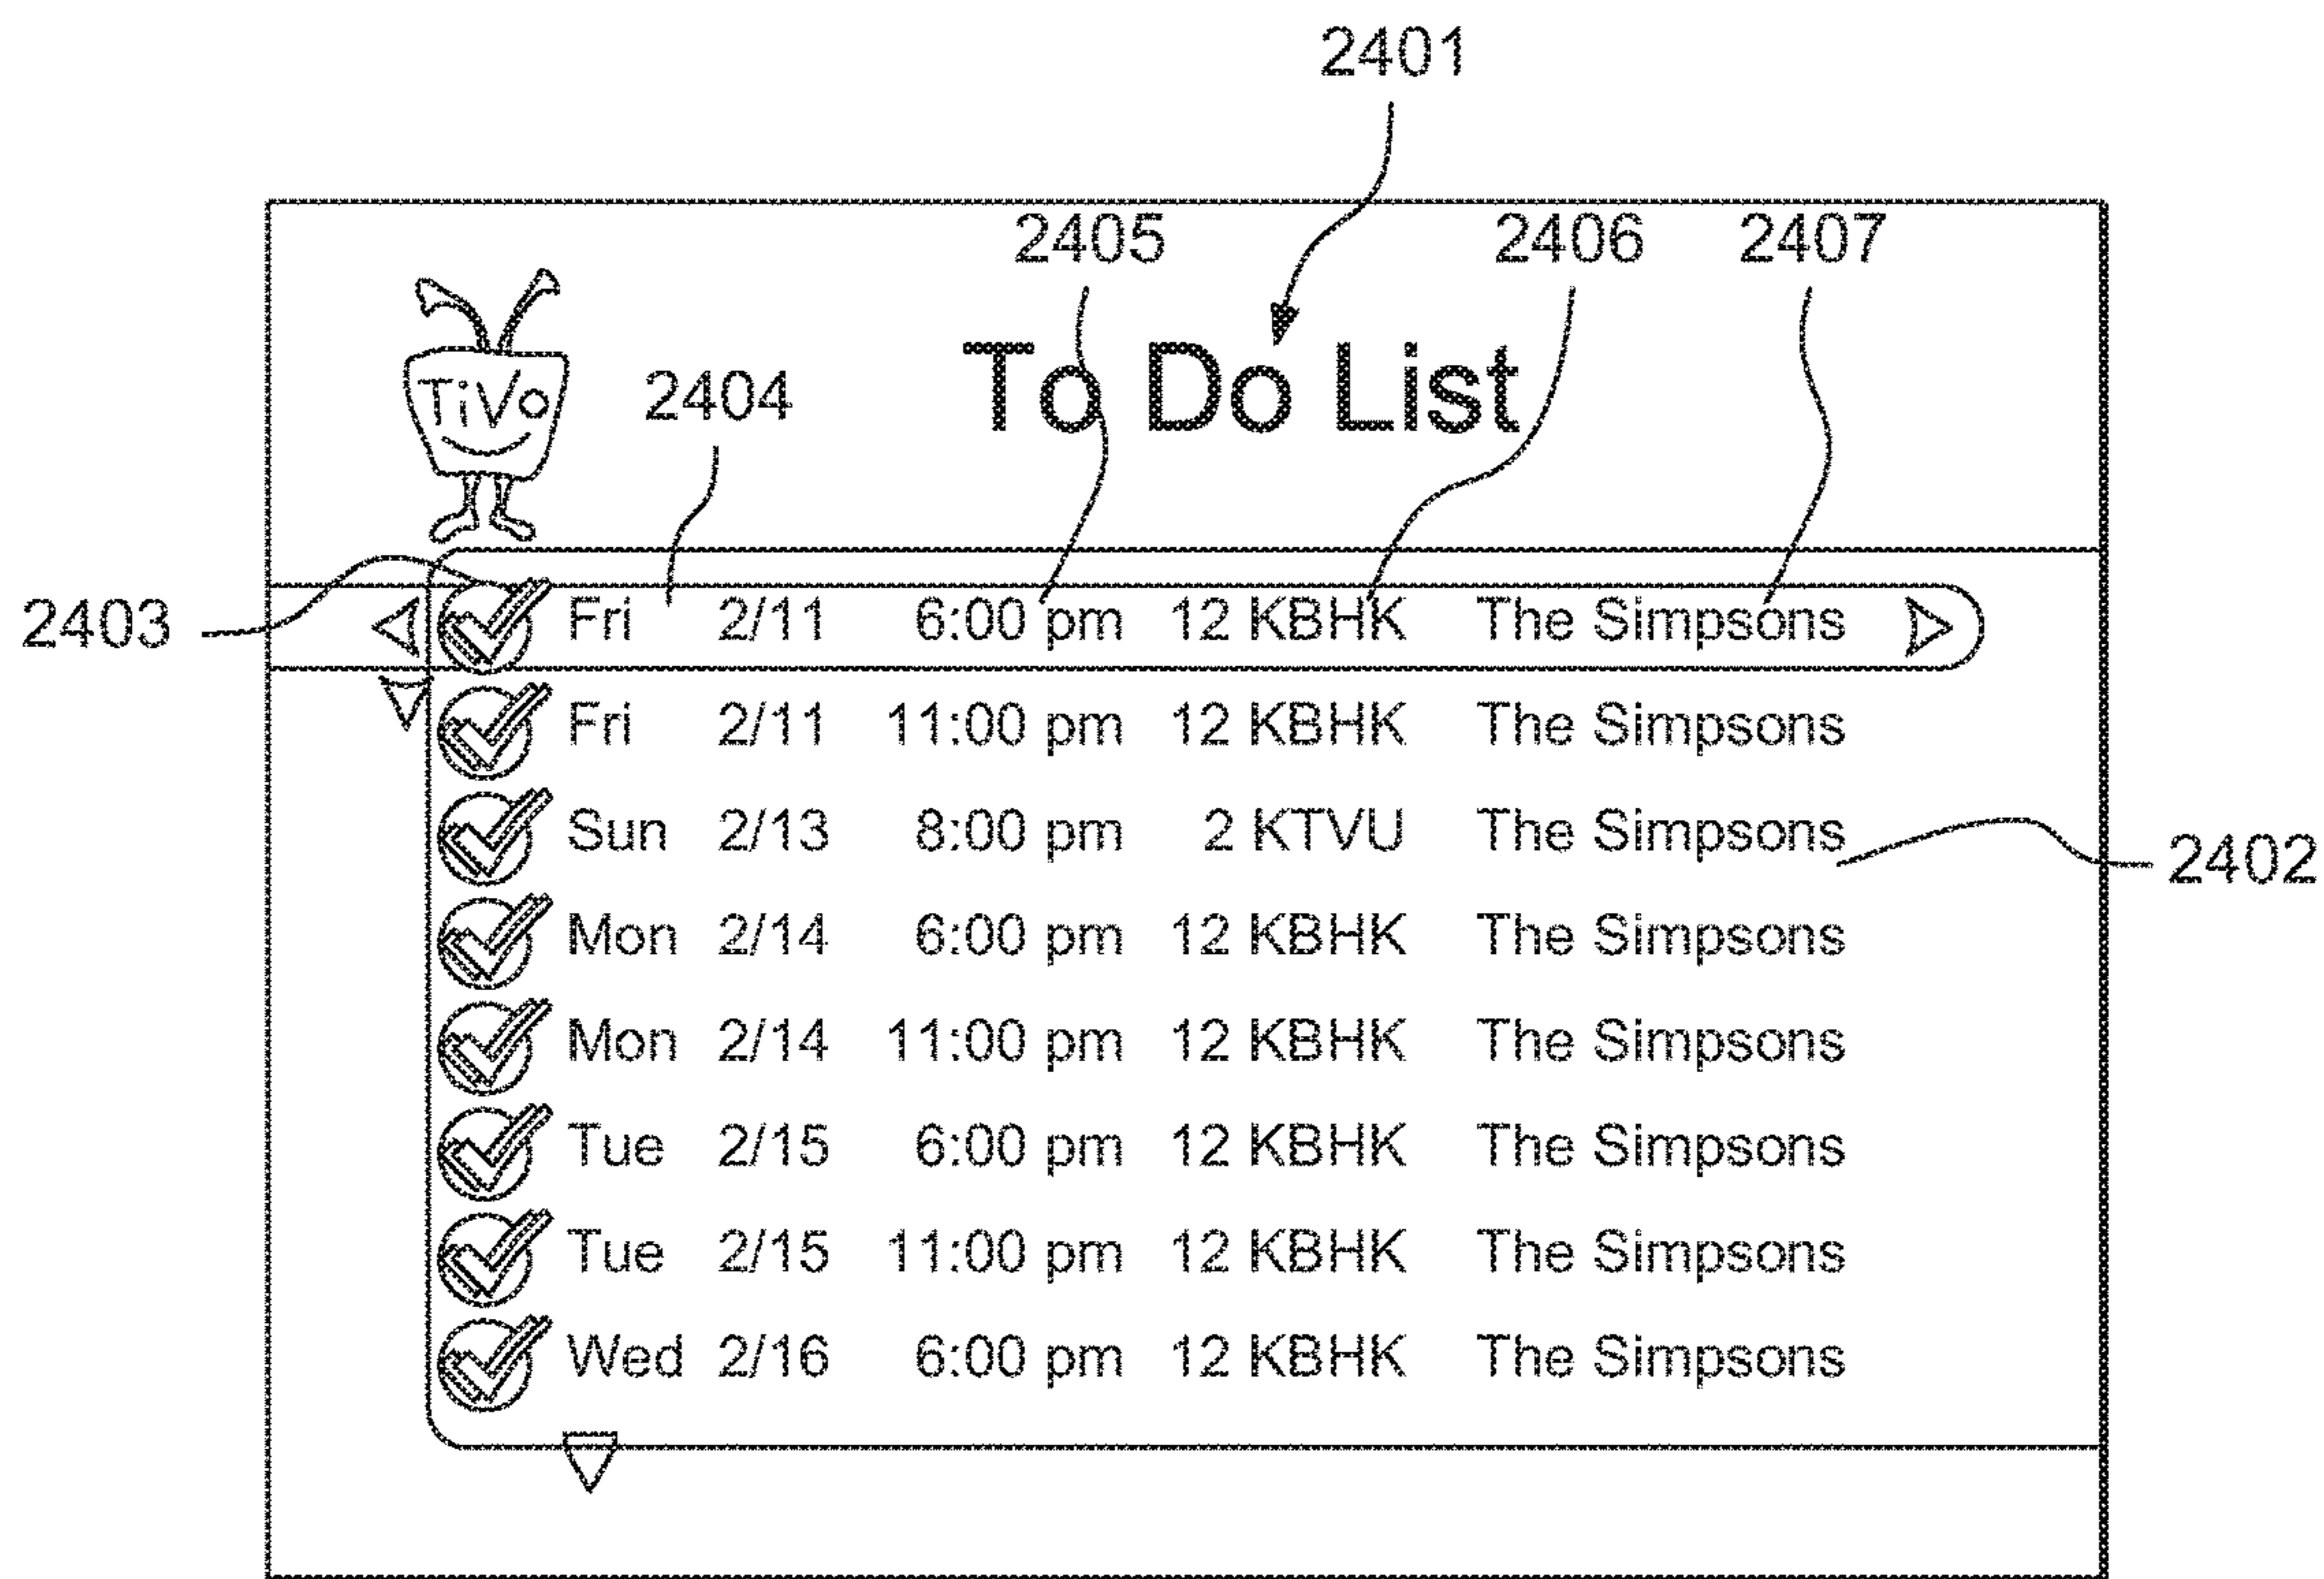 2401
2405 2406 2407
To Do List
TiVo
2404
2403 Fri 2/11 6:00 pm 12 KBHK The Simpsons
Fri 2/11 11:00 pm 12 KBHK The Simpsons
Sun 2/13 8:00 pm 2 KTVU The Simpsons
2402
Mon 2/14 6:00 pm 12 KBHK The Simpsons
Mon 2/14 11:00 pm 12 KBHK The Simpsons
Tue 2/15 6:00 pm 12 KBHK The Simpsons
Tue 2/15 11:00 pm 12 KBHK The Simpsons
Wed 2/16 6:00 pm 12 KBHK The Simpsons